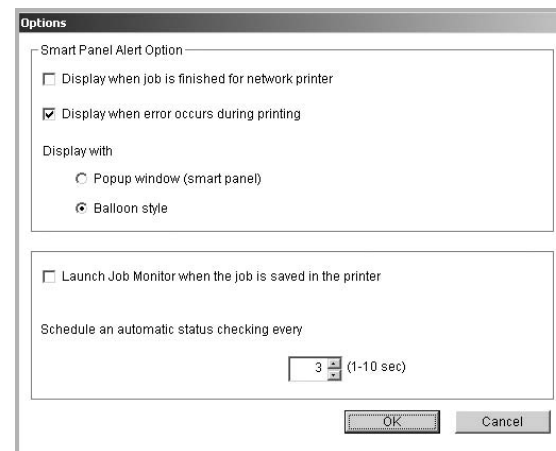 Options
Smart Panel Alert Option
Display when job is finished for network printer
Display when error occurs during printing
Display with
Popup window (smart panel)
Balloon style
Launch Job Monitor when the job is saved in the printer
Schedule an automatic status checking every
3 (1-10 sec)
OK Cancel